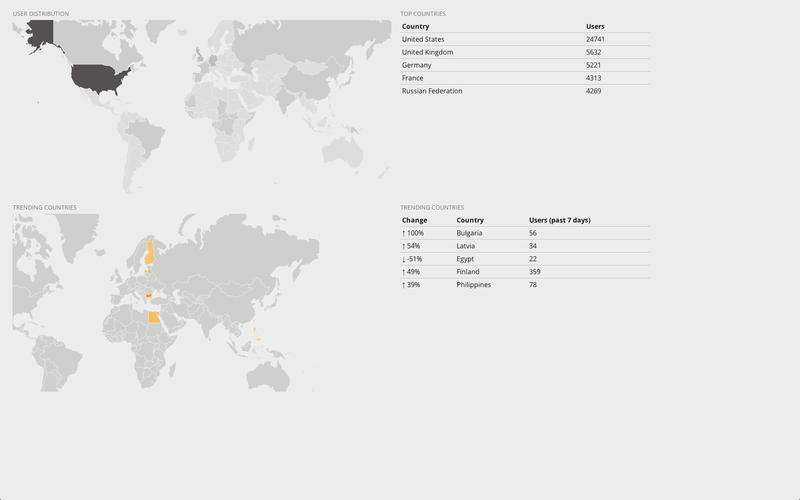 USER DISTRIBUTION
TOP COUNTRIES
Country Users
United States 24741
United Kingdom 5632
Germany 5221
France 4313
Russian Federation 4269
TRENDING COUNTRIES
TRENDING COUNTRIES
Change Country Users (past 7 days)
↑ 100% Bulgaria 56
↑ 54% Latvia 34
↓ -51% Egypt 22
↑ 49% Finland 359
↑ 39% Philippines 78